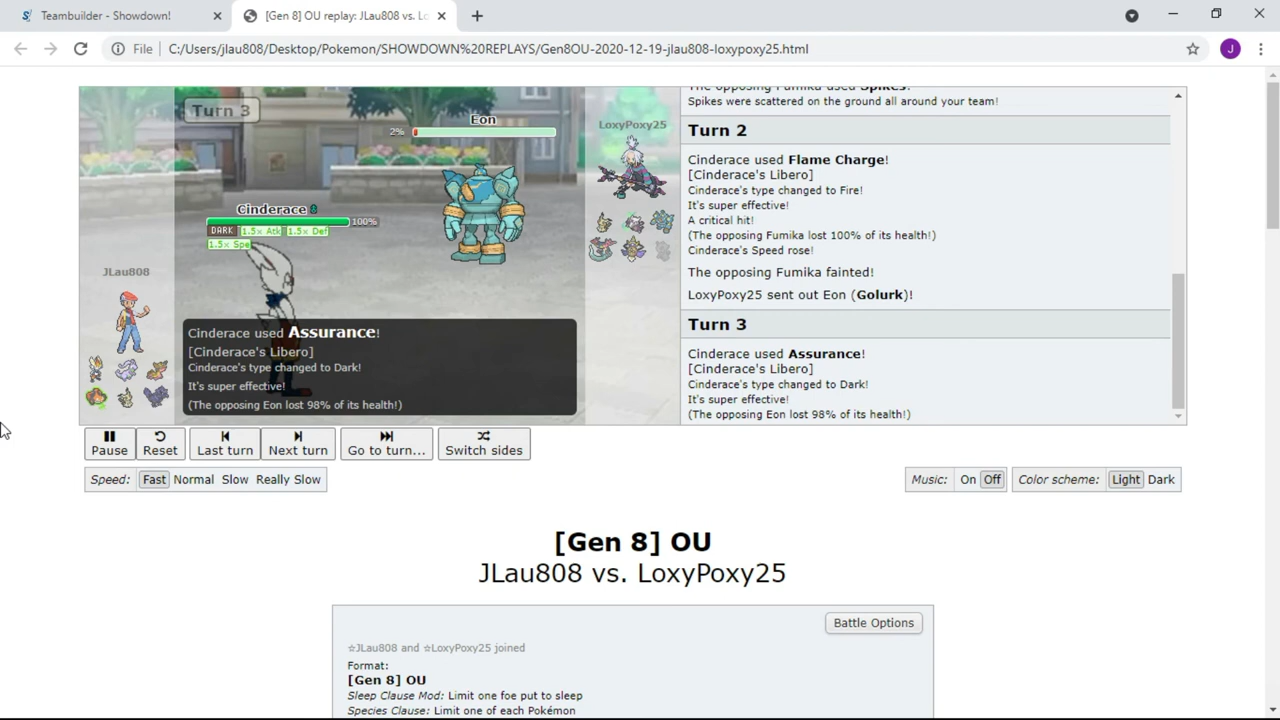 Teambuilder - Showdown!
[Gen 8] OU replay: JLau808 vs. Lo
File
C:/Users/jlau808/Desktop/Pokemon/SHOWDOWN%20REPLAYS/Gen8OU-2020-12-19-jlau808-loxypoxy25.html
J
Turn 3
Eon
2%
Cinderace
100%
DARK 1.5× Atk 1.5× Def
1.5× Spe
JLau808
LoxyPoxy25
Cinderace used Assurance!
[Cinderace's Libero]
Cinderace's type changed to Dark!
It's super effective!
(The opposing Eon lost 98% of its health!)
The opposing Fumika used Spikes!
Spikes were scattered on the ground all around your team!
Turn 2
Cinderace used Flame Charge!
[Cinderace's Libero]
Cinderace's type changed to Fire!
It's super effective!
A critical hit!
(The opposing Fumika lost 100% of its health!)
Cinderace's Speed rose!
The opposing Fumika fainted!
LoxyPoxy25 sent out Eon (Golurk)!
Turn 3
Cinderace used Assurance!
[Cinderace's Libero]
Cinderace's type changed to Dark!
It's super effective!
(The opposing Eon lost 98% of its health!)
Pause Reset Last turn Next turn Go to turn... Switch sides
Speed: Fast Normal Slow Really Slow
Music: On Off Color scheme: Light Dark
[Gen 8] OU
JLau808 vs. LoxyPoxy25
Battle Options
☆JLau808 and ☆LoxyPoxy25 joined
Format:
[Gen 8] OU
Sleep Clause Mod: Limit one foe put to sleep
Species Clause: Limit one of each Pokémon